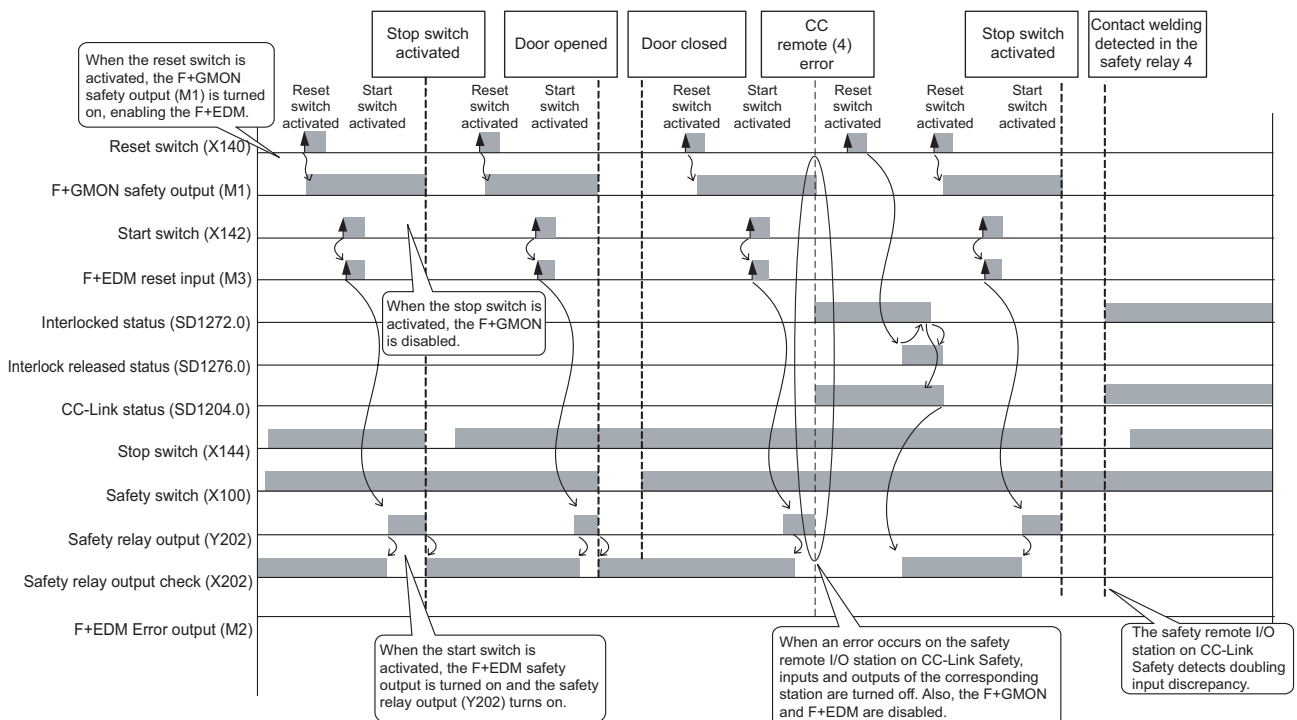 Stop switch
activated
Door opened
Door closed
CC
remote (4)
error
Stop switch
activated
Contact welding
detected in the
safety relay 4
When the reset switch is
activated, the F+GMON
safety output (M1) is turned
on, enabling the F+EDM.
Reset
switch
activated
Start
switch
activated
Reset
switch
activated
Start
switch
activated
Reset
switch
activated
Start
switch
activated
Reset
switch
activated
Reset
switch
activated
Start
switch
activated
Reset switch (X140)
F+GMON safety output (M1)
Start switch (X142)
F+EDM reset input (M3)
When the stop switch is
activated, the F+GMON
is disabled.
Interlocked status (SD1272.0)
Interlock released status (SD1276.0)
CC-Link status (SD1204.0)
Stop switch (X144)
Safety switch (X100)
Safety relay output (Y202)
Safety relay output check (X202)
F+EDM Error output (M2)
When the start switch is
activated, the F+EDM safety
output is turned on and the safety
relay output (Y202) turns on.
When an error occurs on the safety
remote I/O station on CC-Link Safety,
inputs and outputs of the corresponding
station are turned off. Also, the F+GMON
and F+EDM are disabled.
The safety remote I/O
station on CC-Link
Safety detects doubling
input discrepancy.